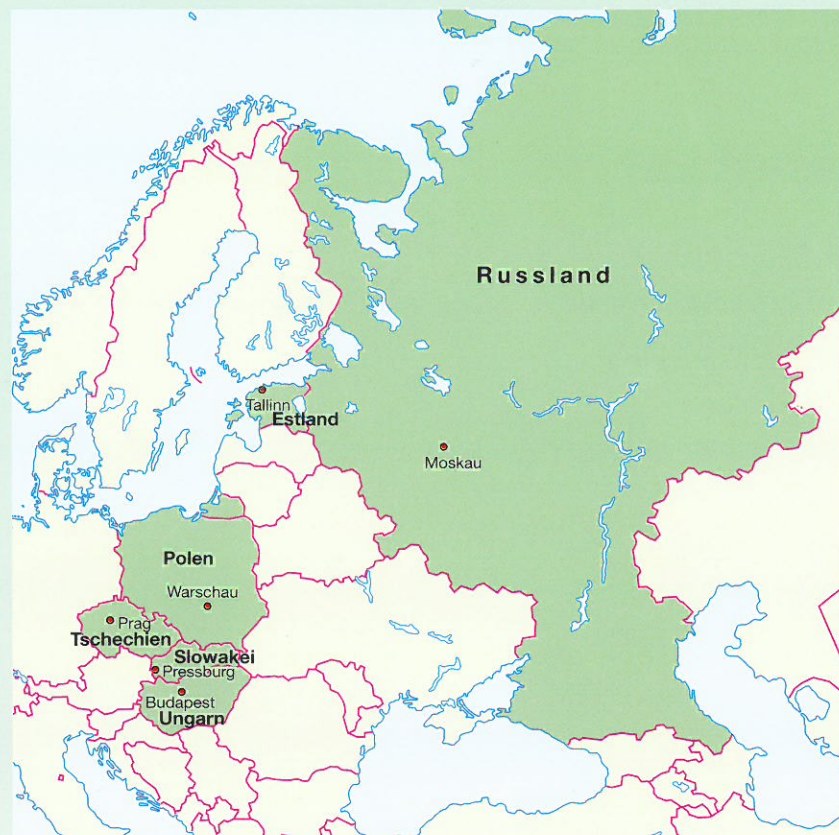 Russland
Tallinn
Estland
Moskau
Polen
Warschau
Prag
Tschechien
Slowakei
Pressburg
Budapest
Ungarn